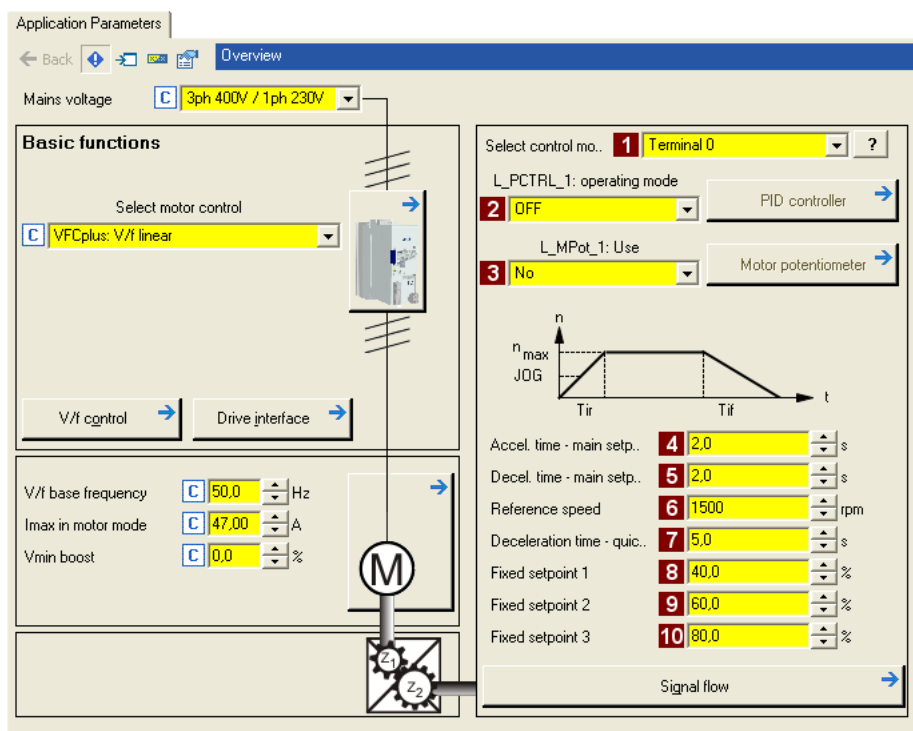 Application Parameters
Back
Overview
Mains voltage C 3ph 400V / 1ph 230V
Basic functions
Select motor control
C VFCplus: V/f linear
V/f control
Drive interface
V/f base frequency C 50,0 Hz
Imax in motor mode C 47,00 A
Vmin boost C 0,0 %
M
Z1
Z2
Select control mo.. 1 Terminal 0 ?
L_PCTRL_1: operating mode
2 OFF
PID controller
L_MPot_1: Use
3 No
Motor potentiometer
n
nmax
JOG
t
Tir Tif
Accel. time - main setp.. 4 2,0 s
Decel. time - main setp.. 5 2,0 s
Reference speed 6 1500 rpm
Deceleration time - quic.. 7 5,0 s
Fixed setpoint 1 8 40,0 %
Fixed setpoint 2 9 60,0 %
Fixed setpoint 3 10 80,0 %
Signal flow